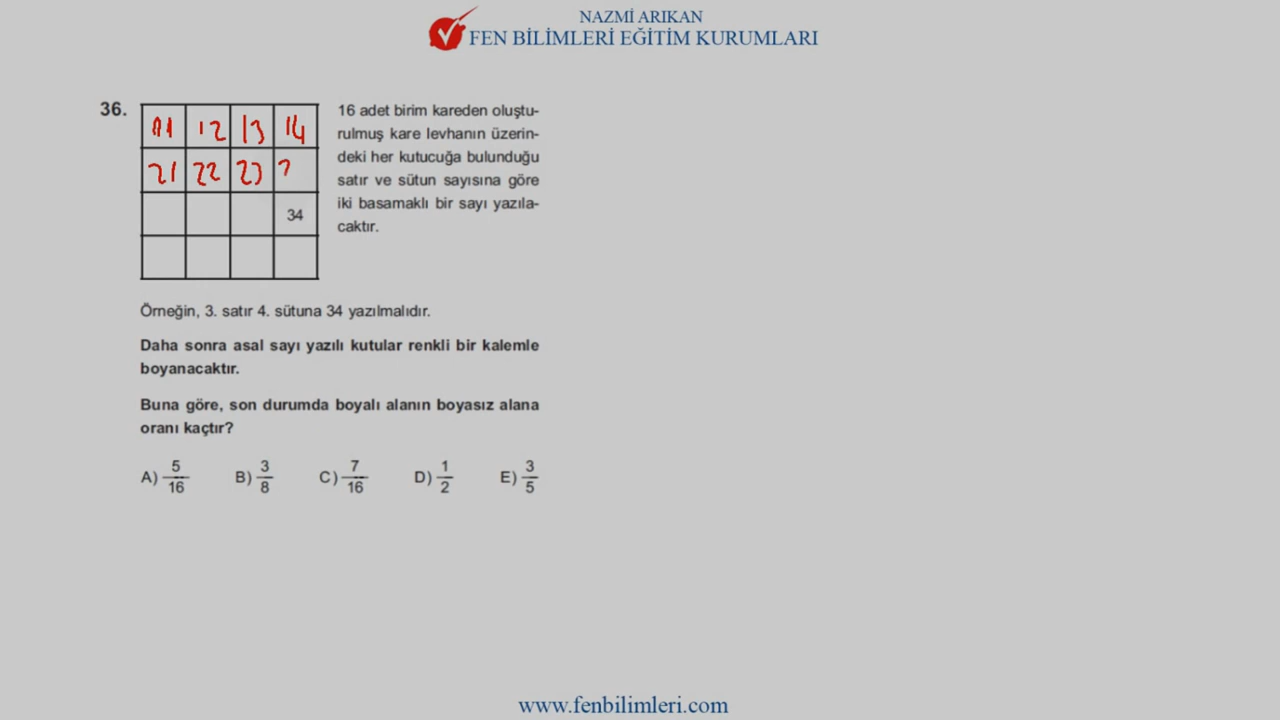 NAZMİ ARIKAN
FEN BİLİMLERİ EĞİTİM KURUMLARI
36.
11 12 13 14
21 22 23 2
34
16 adet birim kareden oluştu-
rulmuş kare levhanın üzerin-
deki her kutucuğa bulunduğu
satır ve sütun sayısına göre
iki basamaklı bir sayı yazıla-
caktır.
Örneğin, 3. satır 4. sütuna 34 yazılmalıdır.
Daha sonra asal sayı yazılı kutular renkli bir kalemle
boyanacaktır.
Buna göre, son durumda boyalı alanın boyasız alana
oranı kaçtır?
A) 5/16 B) 3/8 C) 7/16 D) 1/2 E) 3/5
www.fenbilimleri.com